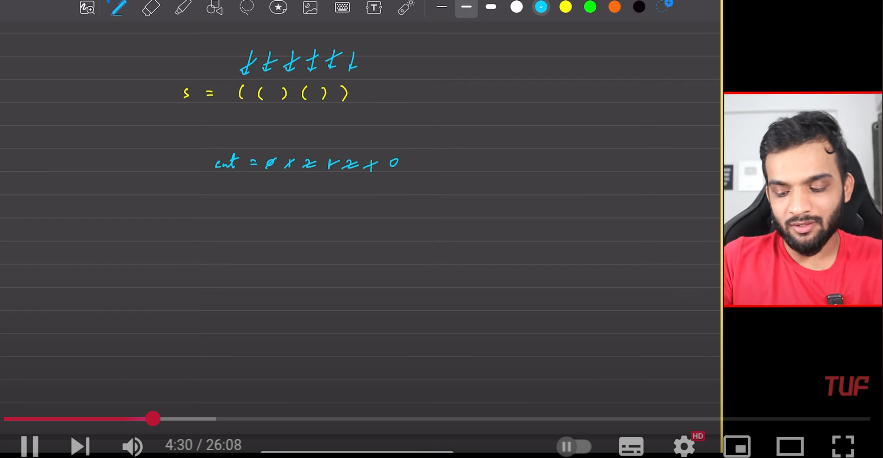 s = ( ( ) ( ) )
cnt = 0 1 2 1 2 1 0
TUF
4:30 / 26:08
HD